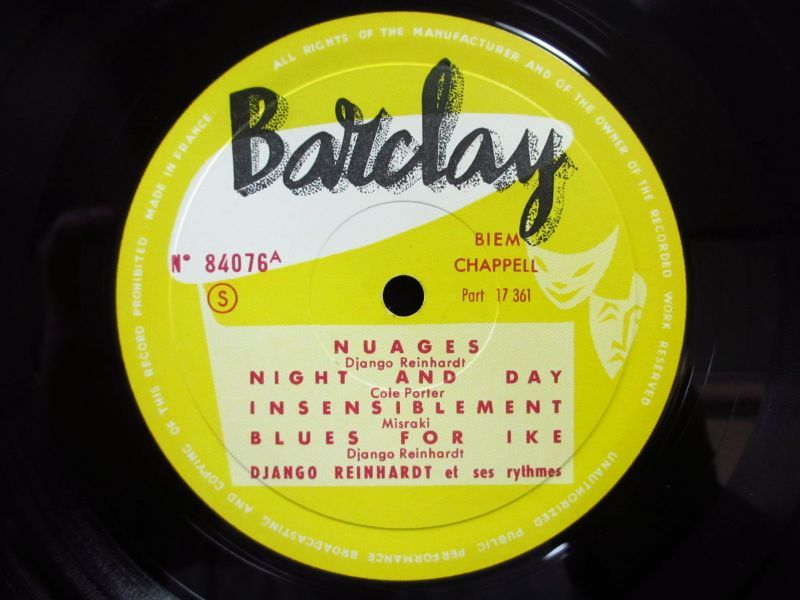 ALL RIGHTS OF THE MANUFACTURER AND OF THE OWNER OF THE RECORDED WORK RESERVED
UNAUTHORIZED PUBLIC PERFORMANCE BROADCASTING AND COPYING OF THIS RECORD PROHIBITED · MADE IN FRANCE
Barclay
BIEM
N° 84076A
CHAPPELL
S
Part 17 361
NUAGES
Django Reinhardt
NIGHT AND DAY
Cole Porter
INSENSIBLEMENT
Misraki
BLUES FOR IKE
Django Reinhardt
DJANGO REINHARDT et ses rythmes